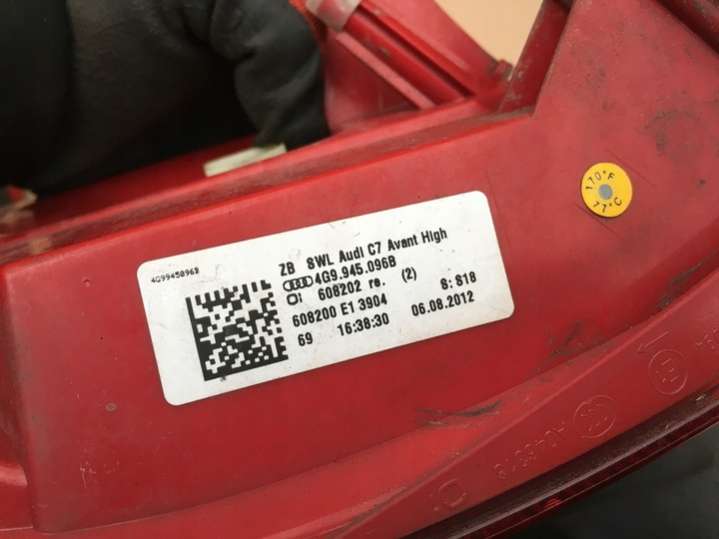 4G9945096B
ZB SWL Audi C7 Avant High
4G9.945.096B
608202 re. (2) S: S18
608200 E1 3904 06.08.2012
69 16:38:30
170°F
77°C